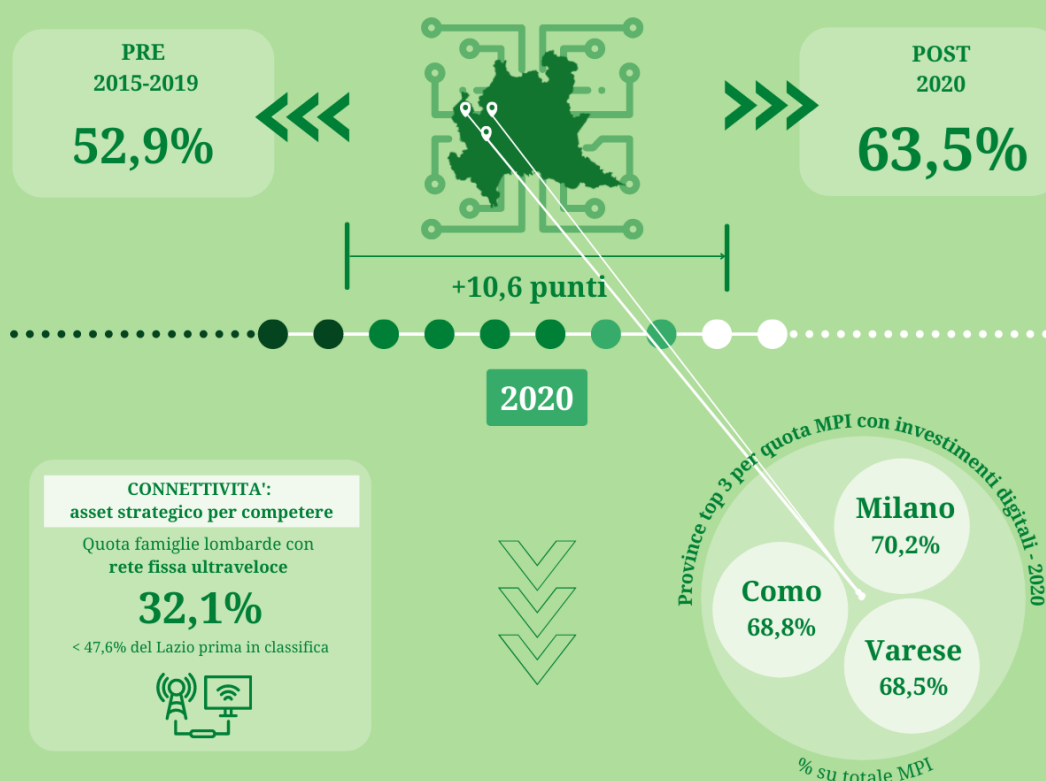 PRE
2015-2019
52,9%
POST
2020
63,5%
+10,6 punti
2020
CONNETTIVITA':
asset strategico per competere
Quota famiglie lombarde con
rete fissa ultraveloce
32,1%
< 47,6% del Lazio prima in classifica
Province top 3 per quota MPI con investimenti digitali - 2020
Milano
70,2%
Como
68,8%
Varese
68,5%
% su totale MPI